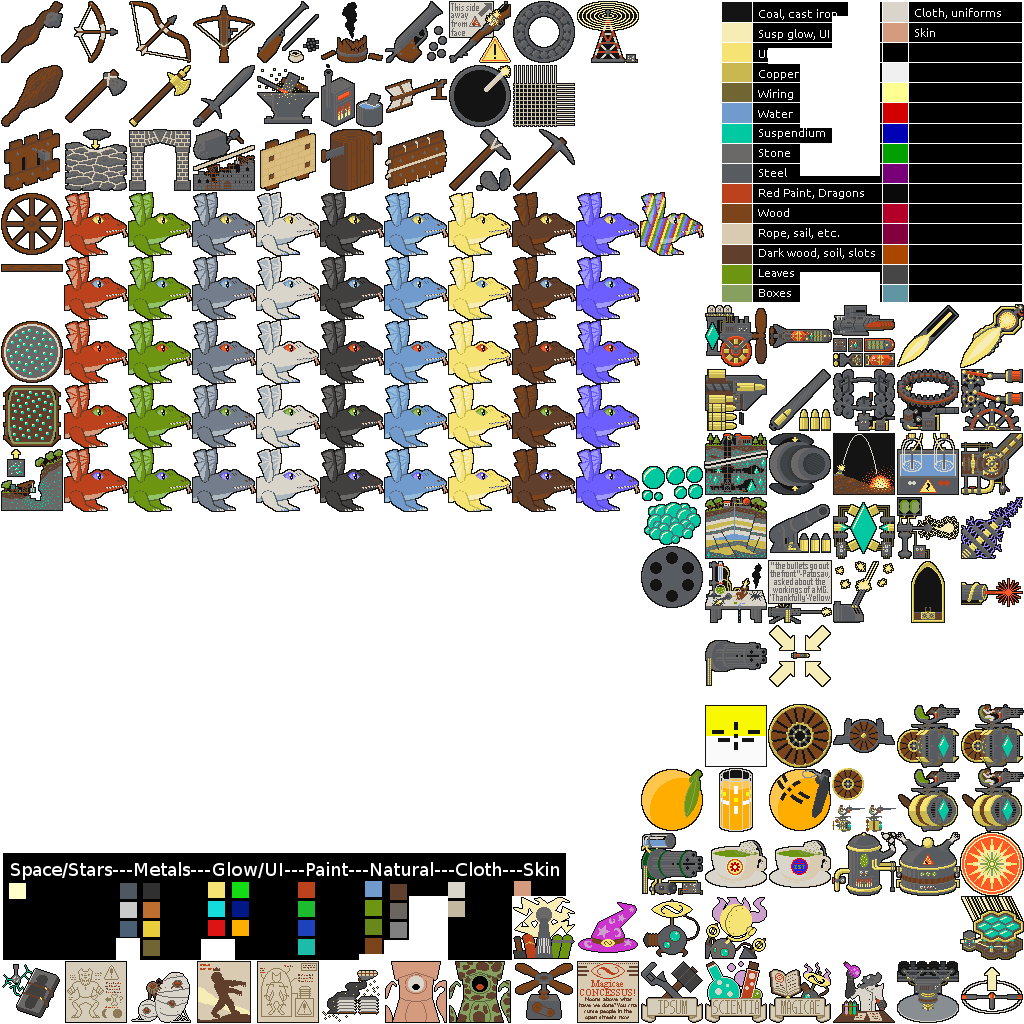 This side
away
from
face
Coal, cast iron
Susp glow, UI
UI
Copper
Wiring
Water
Suspendium
Stone
Steel
Red Paint, Dragons
Wood
Rope, sail, etc.
Dark wood, soil, slots
Leaves
Boxes
Cloth, uniforms
Skin
"the bullets go out
the front"-Patosav,
asked about the
workings of a MG.
"Thankfully"-Yellow
Space/Stars---Metals---Glow/UI---Paint---Natural---Cloth---Skin
Magicae
CONCESSUS!
IPSUM
SCIENTIA
MAGICAE